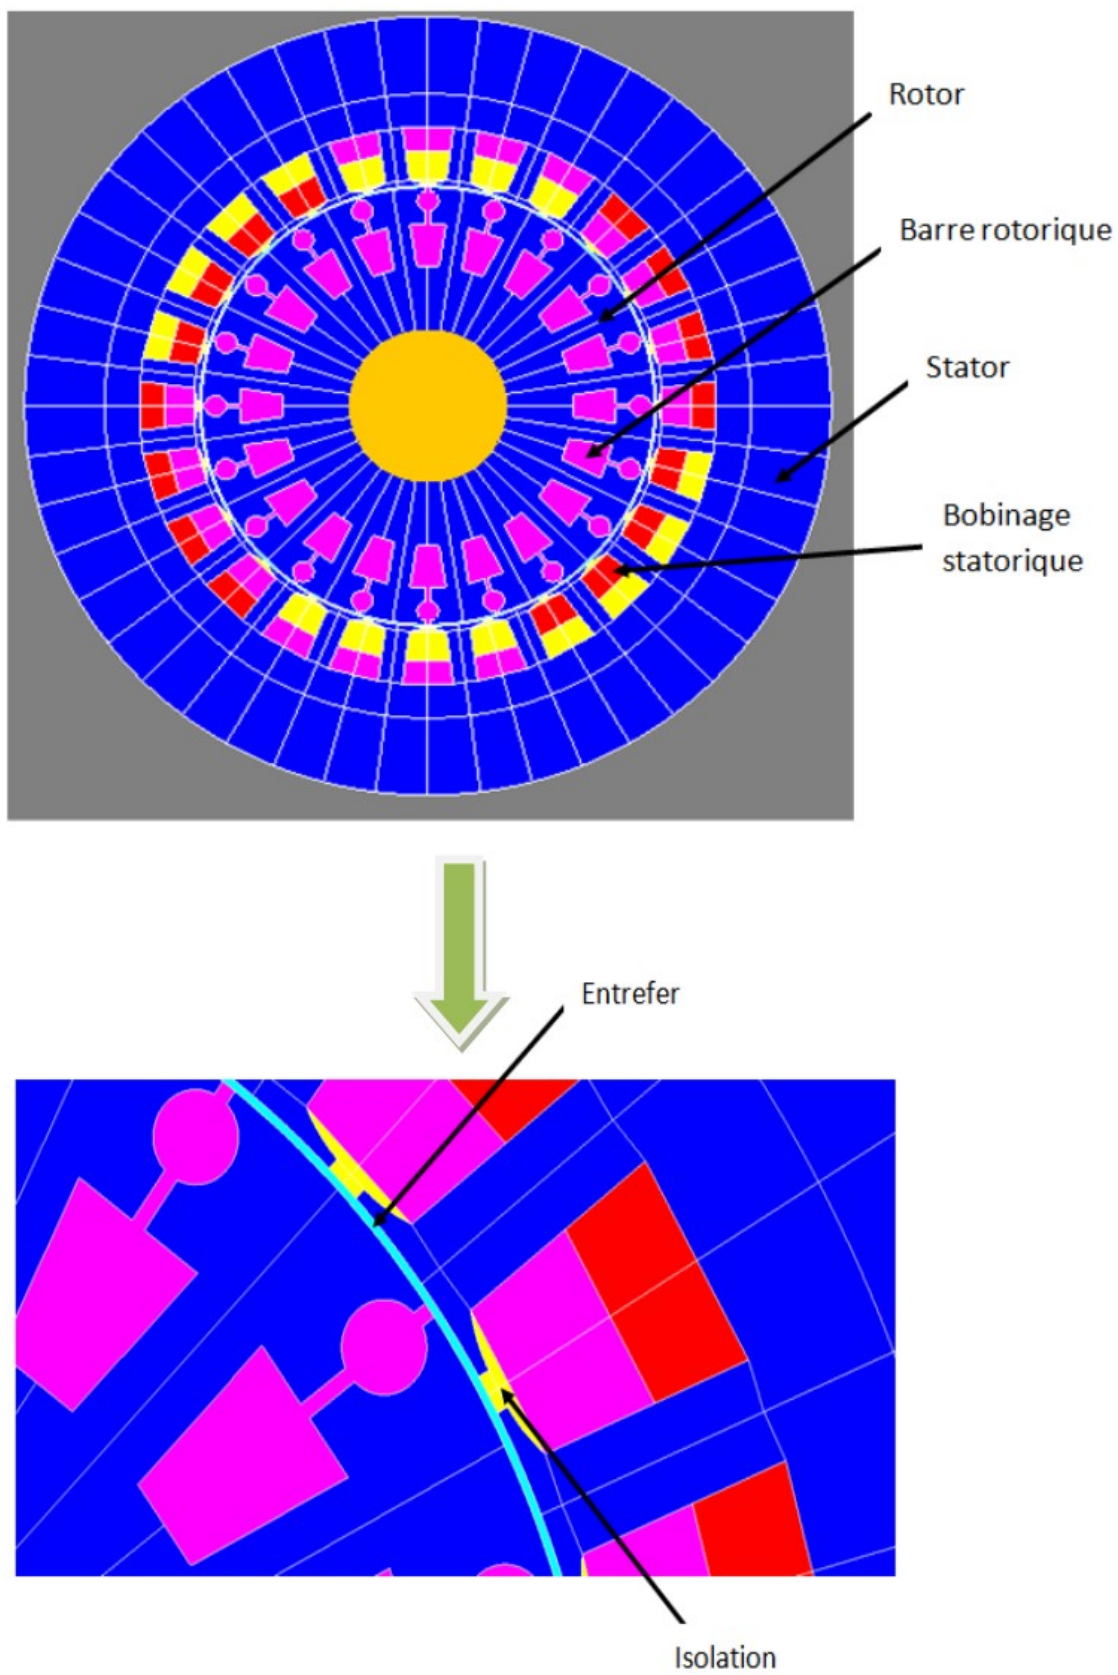 Rotor
Barre rotorique
Stator
Bobinage
statorique
Entrefer
Isolation